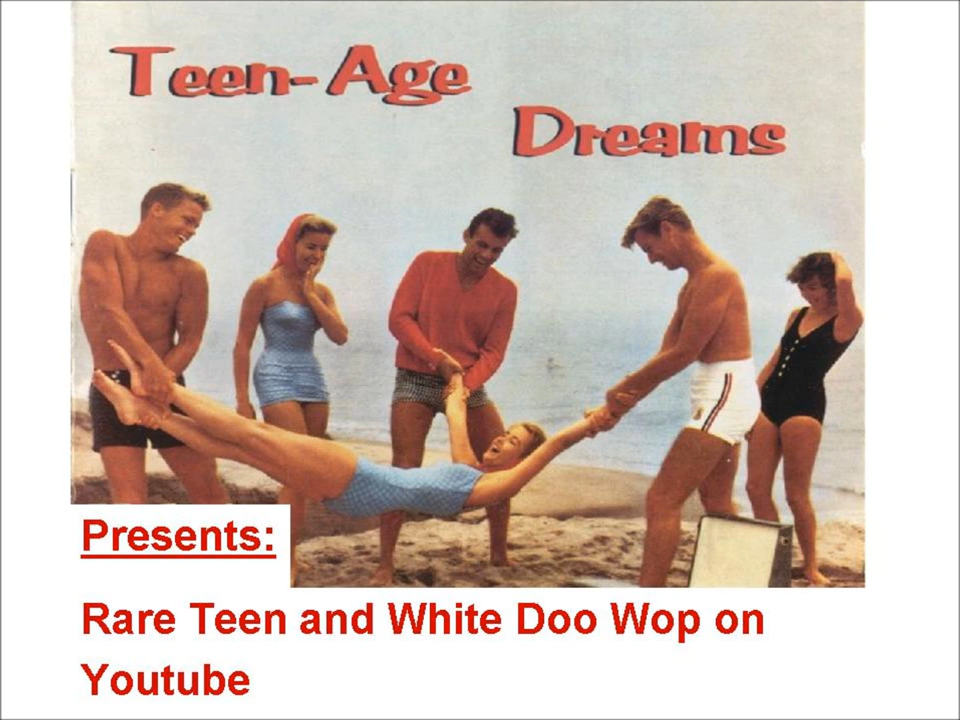 Teen-Age
Dreams
Presents:
Rare Teen and White Doo Wop on
Youtube